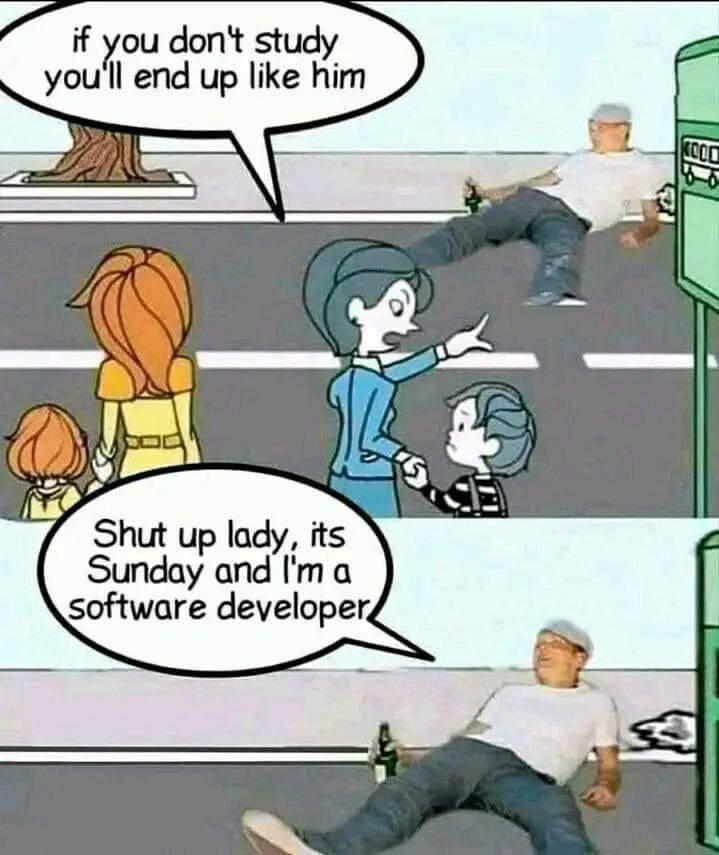 if you don't study
you'll end up like him
Shut up lady, its
Sunday and I'm a
software developer